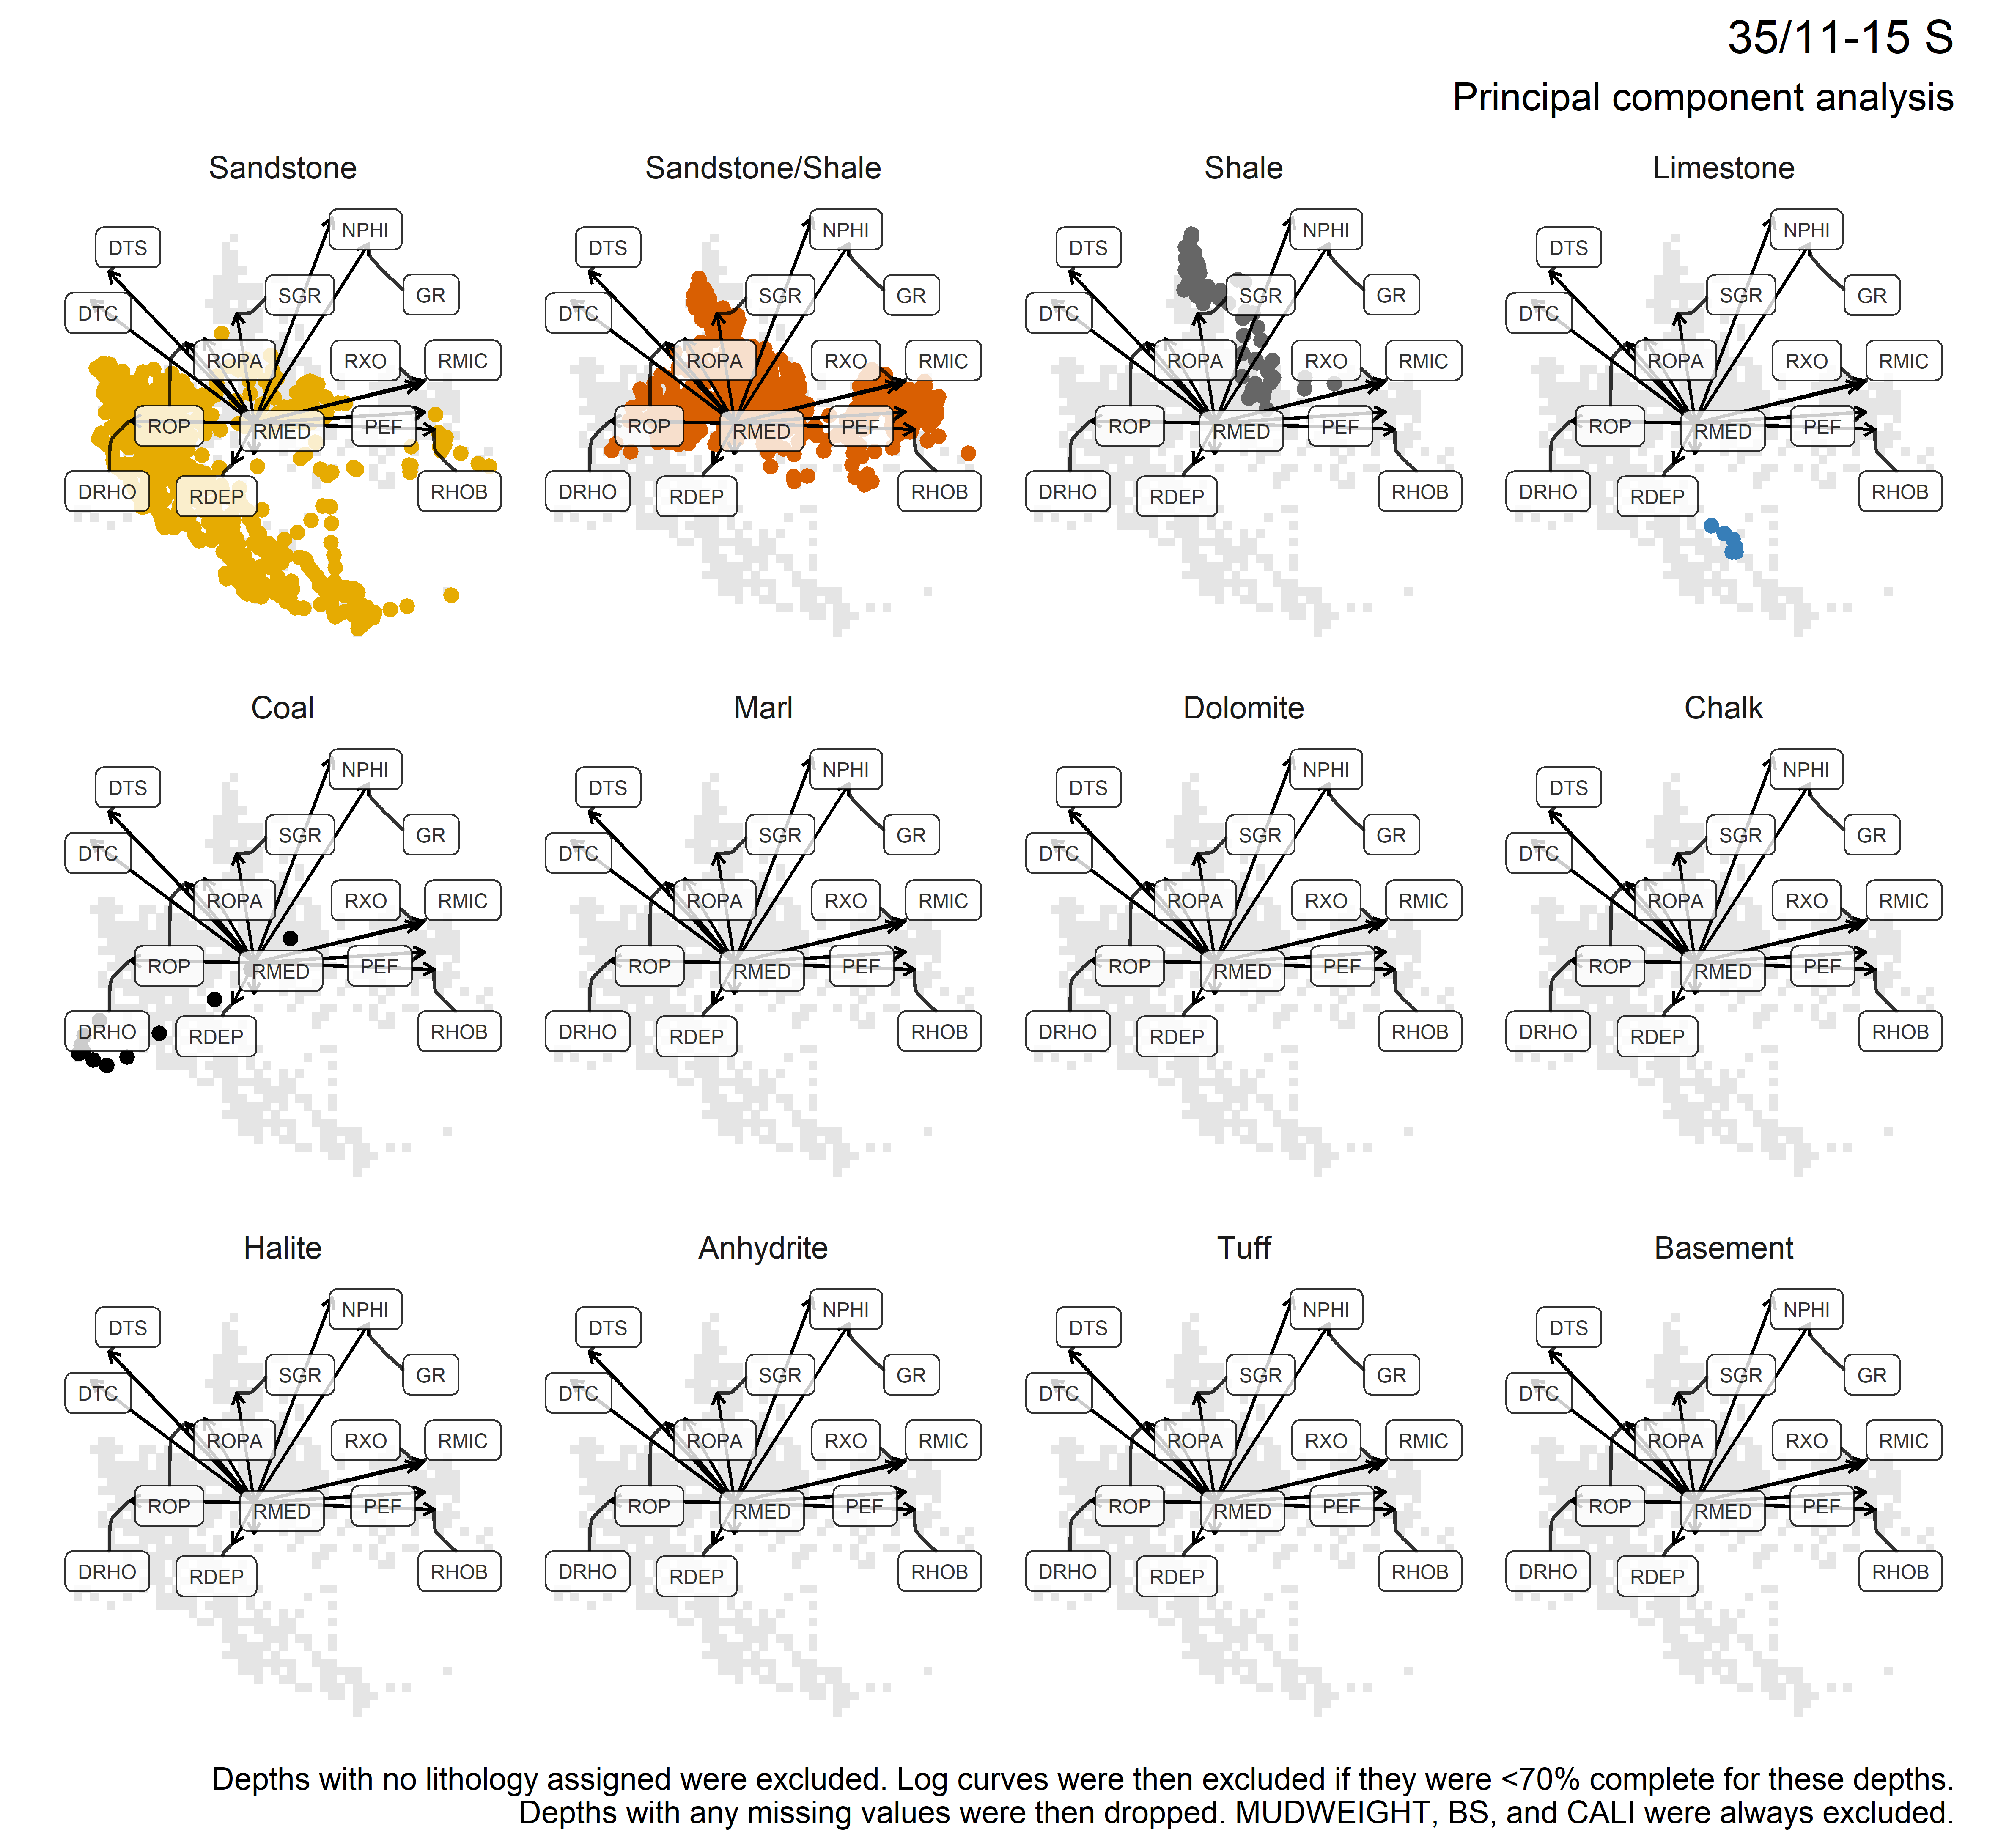 35/11-15 S
Principal component analysis
Sandstone
Sandstone/Shale
Shale
Limestone
NPHI
DTS
SGR
GR
DTC
ROPA
RXO
RMIC
ROP
RMED
PEF
DRHO
RDEP
RHOB
NPHI
DTS
SGR
GR
DTC
ROPA
RXO
RMIC
ROP
RMED
PEF
DRHO
RDEP
RHOB
NPHI
DTS
SGR
GR
DTC
ROPA
RXO
RMIC
ROP
RMED
PEF
DRHO
RDEP
RHOB
NPHI
DTS
SGR
GR
DTC
ROPA
RXO
RMIC
ROP
RMED
PEF
DRHO
RDEP
RHOB
Coal
Marl
Dolomite
Chalk
NPHI
DTS
SGR
GR
DTC
ROPA
RXO
RMIC
ROP
RMED
PEF
DRHO
RDEP
RHOB
NPHI
DTS
SGR
GR
DTC
ROPA
RXO
RMIC
ROP
RMED
PEF
DRHO
RDEP
RHOB
NPHI
DTS
SGR
GR
DTC
ROPA
RXO
RMIC
ROP
RMED
PEF
DRHO
RDEP
RHOB
NPHI
DTS
SGR
GR
DTC
ROPA
RXO
RMIC
ROP
RMED
PEF
DRHO
RDEP
RHOB
Halite
Anhydrite
Tuff
Basement
NPHI
DTS
SGR
GR
DTC
ROPA
RXO
RMIC
ROP
RMED
PEF
DRHO
RDEP
RHOB
NPHI
DTS
SGR
GR
DTC
ROPA
RXO
RMIC
ROP
RMED
PEF
DRHO
RDEP
RHOB
NPHI
DTS
SGR
GR
DTC
ROPA
RXO
RMIC
ROP
RMED
PEF
DRHO
RDEP
RHOB
NPHI
DTS
SGR
GR
DTC
ROPA
RXO
RMIC
ROP
RMED
PEF
DRHO
RDEP
RHOB
Depths with no lithology assigned were excluded. Log curves were then excluded if they were <70% complete for these depths.
Depths with any missing values were then dropped. MUDWEIGHT, BS, and CALI were always excluded.